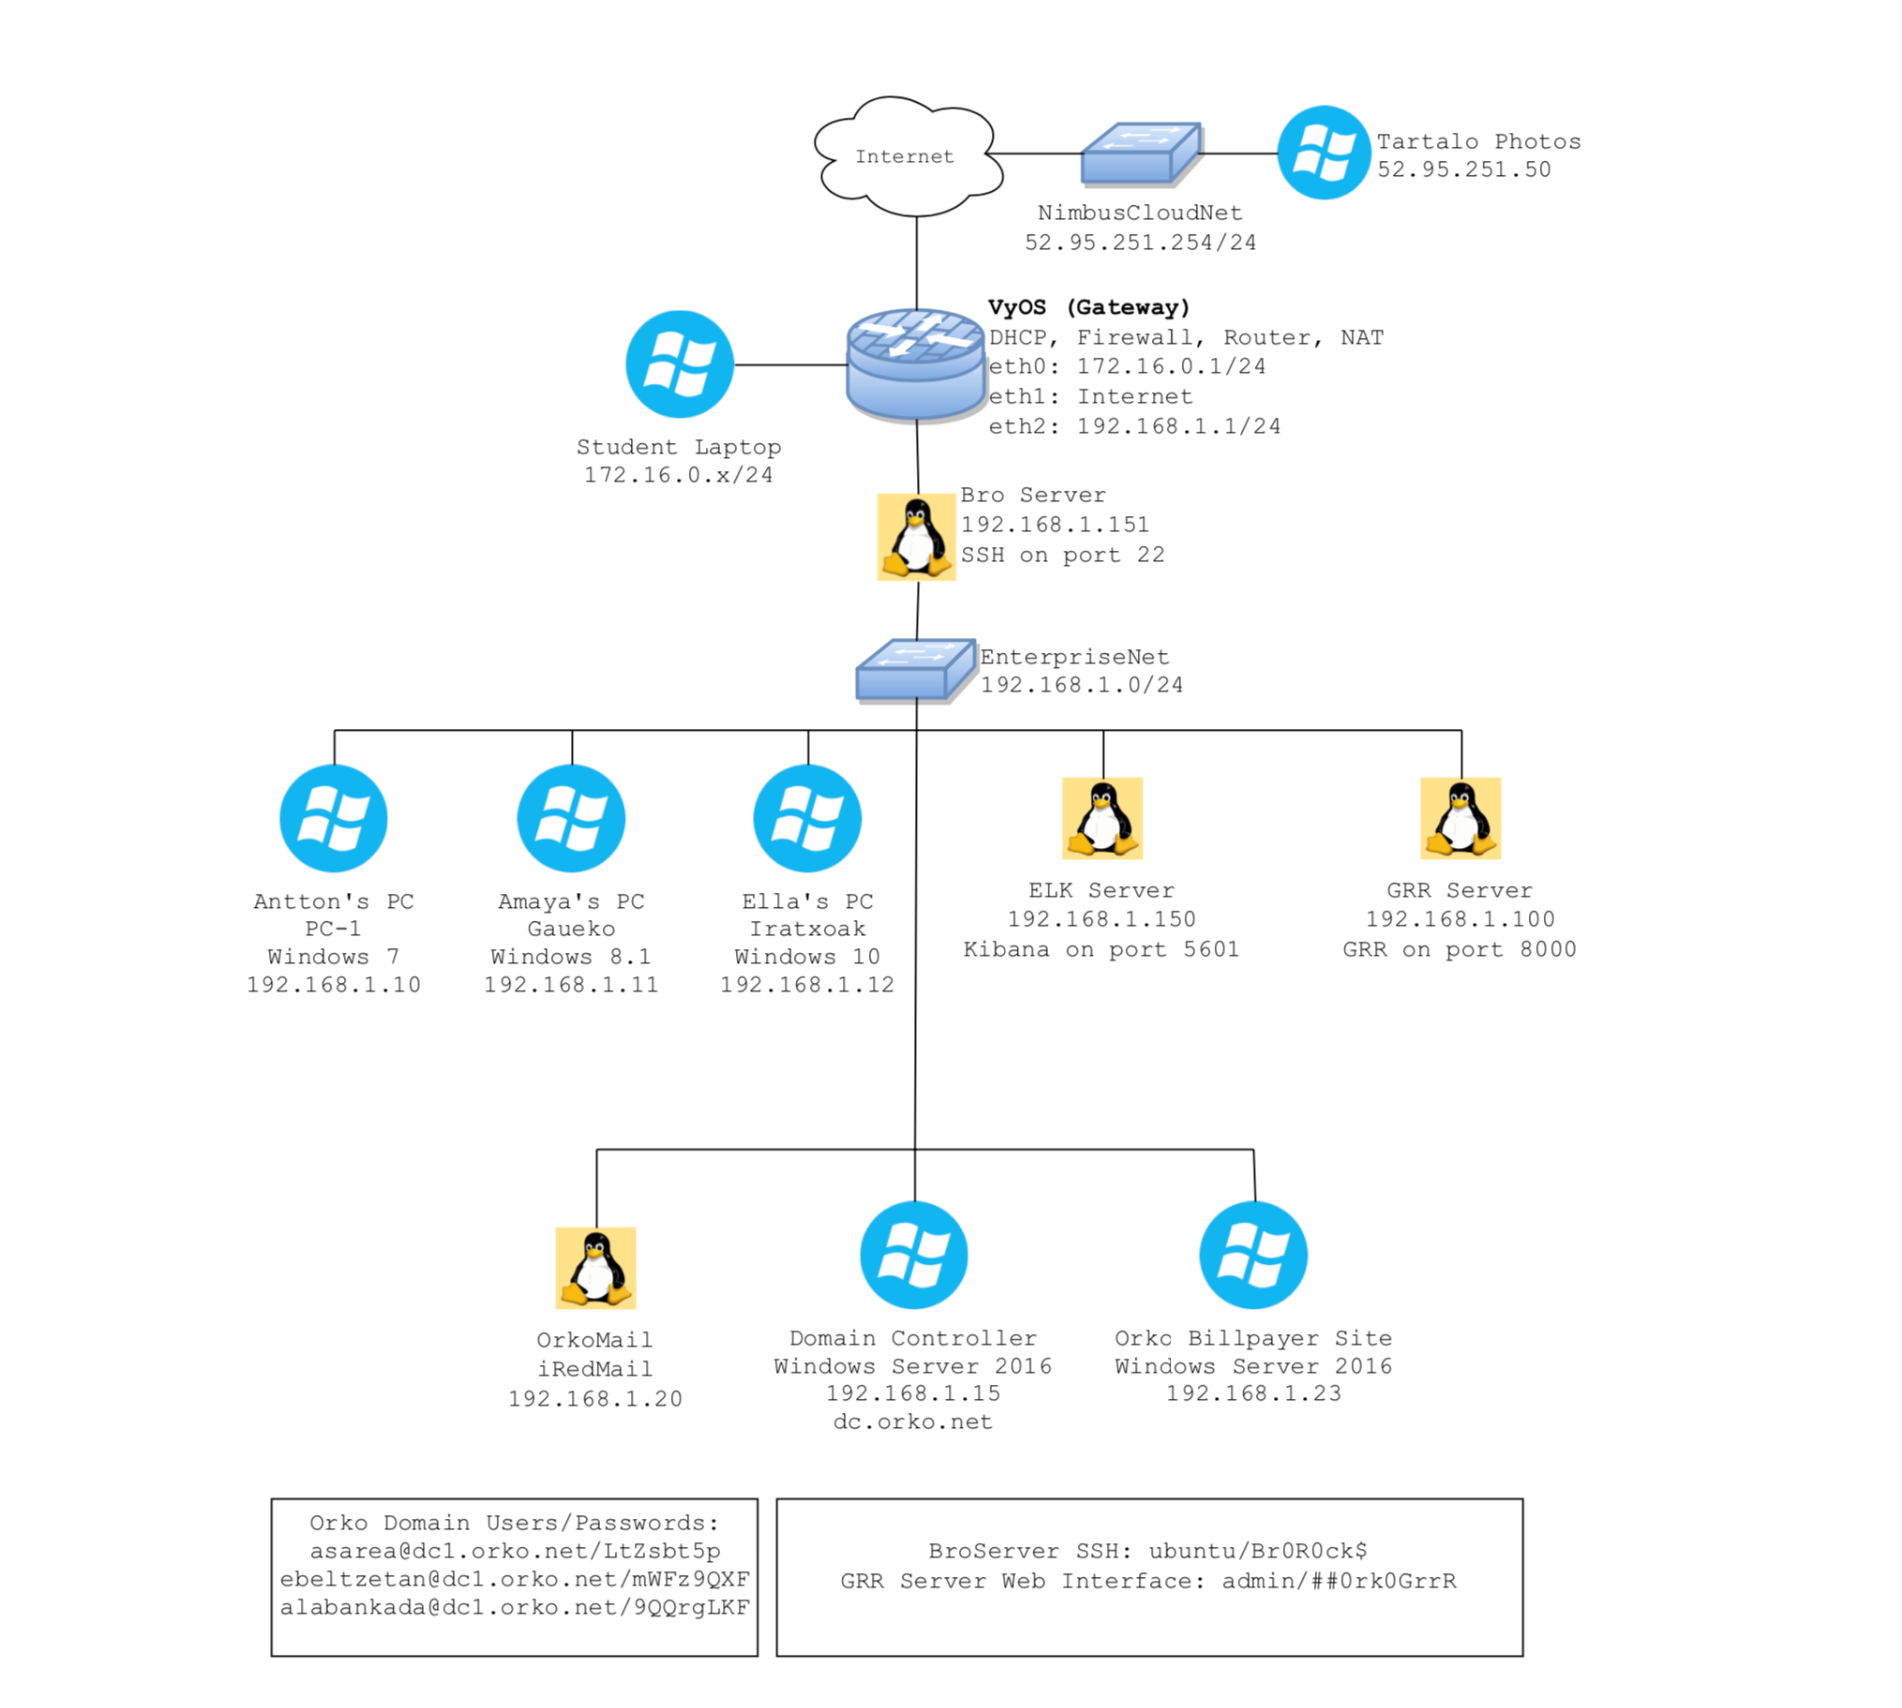 Internet
Tartalo Photos
52.95.251.50
NimbusCloudNet
52.95.251.254/24
VyOS (Gateway)
DHCP, Firewall, Router, NAT
eth0: 172.16.0.1/24
eth1: Internet
eth2: 192.168.1.1/24
Student Laptop
172.16.0.x/24
Bro Server
192.168.1.151
SSH on port 22
EnterpriseNet
192.168.1.0/24
Antton's PC
PC-1
Windows 7
192.168.1.10
Amaya's PC
Gaueko
Windows 8.1
192.168.1.11
Ella's PC
Iratxoak
Windows 10
192.168.1.12
ELK Server
192.168.1.150
Kibana on port 5601
GRR Server
192.168.1.100
GRR on port 8000
OrkoMail
iRedMail
192.168.1.20
Domain Controller
Windows Server 2016
192.168.1.15
dc.orko.net
Orko Billpayer Site
Windows Server 2016
192.168.1.23
Orko Domain Users/Passwords:
asarea@dc1.orko.net/LtZsbt5p
ebeltzetan@dc1.orko.net/mWFz9QXF
alabankada@dc1.orko.net/9QQrgLKF
BroServer SSH: ubuntu/Br0R0ck$
GRR Server Web Interface: admin/##0rk0GrrR